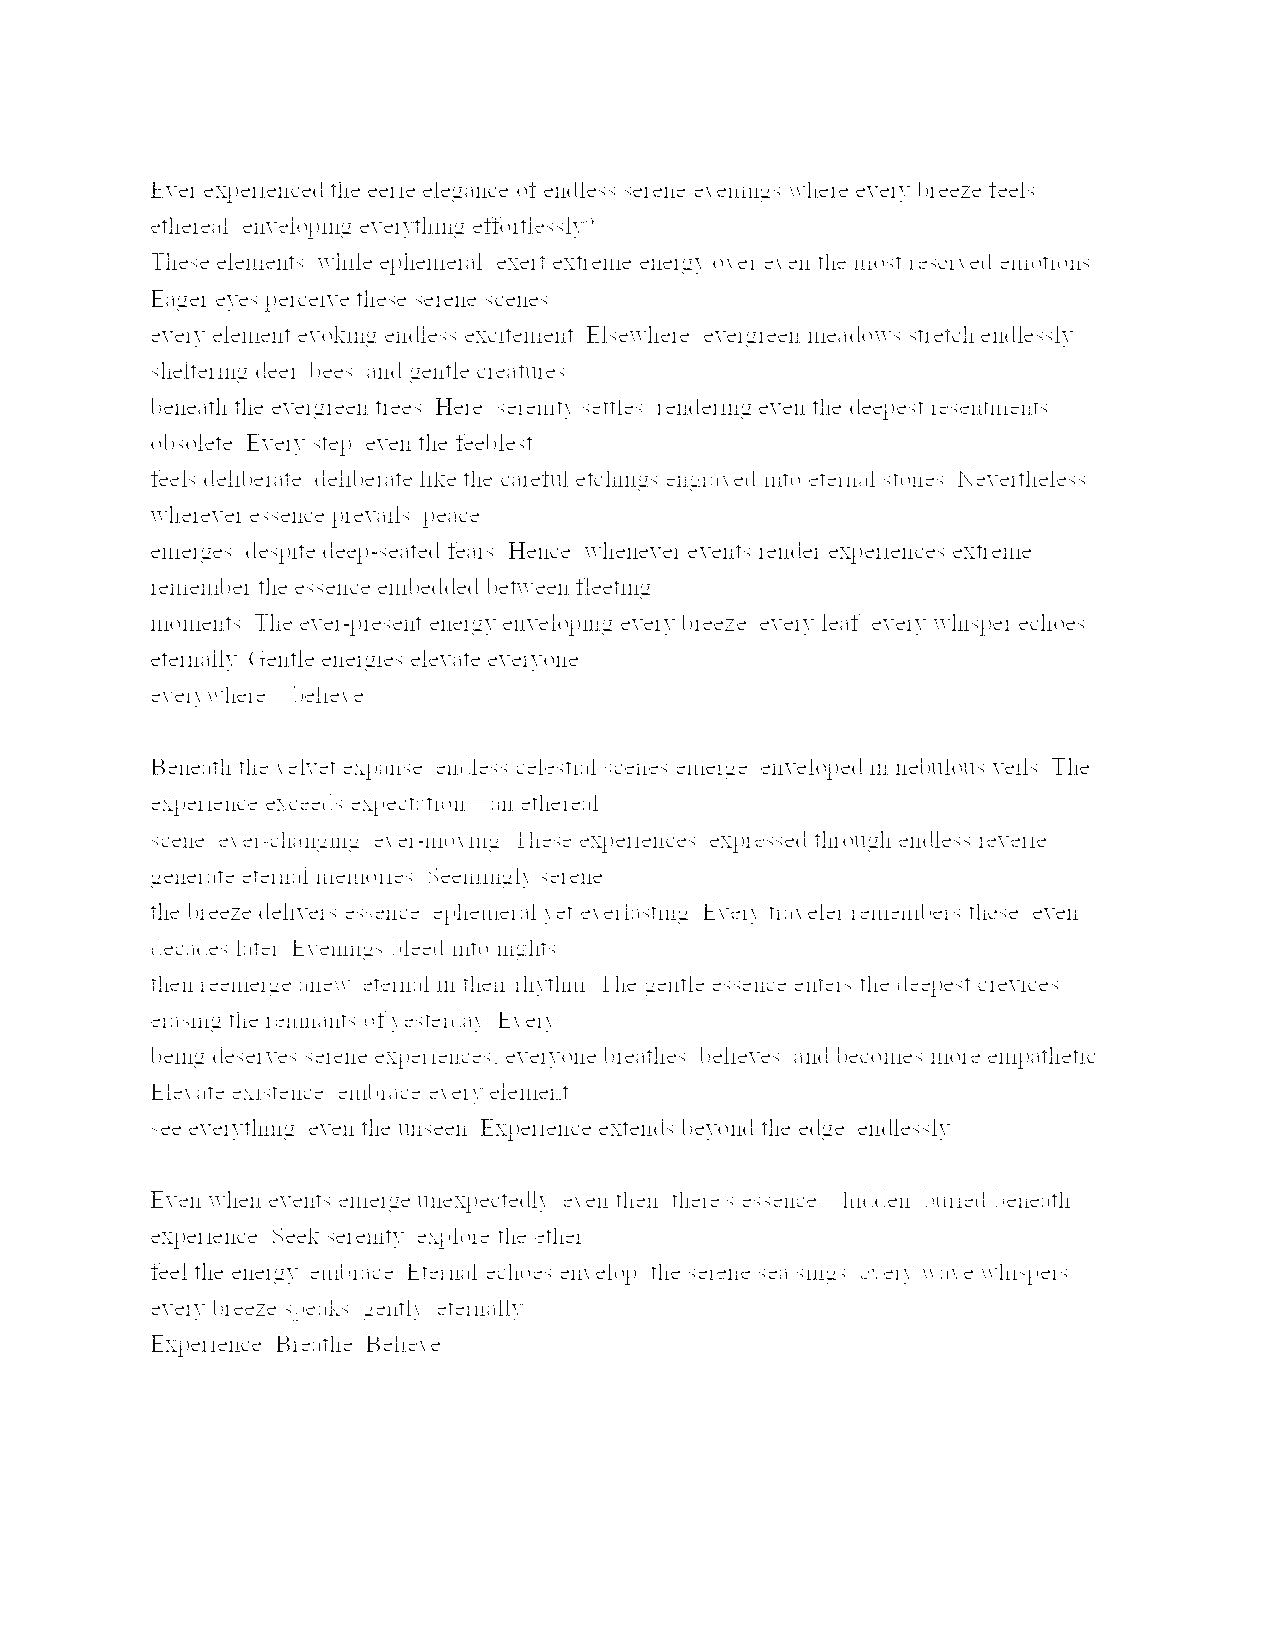 Ever experienced the eerie elegance of endless serene evenings where every breeze feels
ethereal, enveloping everything effortlessly?
These elements, while ephemeral, exert extreme energy over even the most reserved emotions.
Eager eyes perceive these serene scenes,
every element evoking endless excitement. Elsewhere, evergreen meadows stretch endlessly,
sheltering deer, bees, and gentle creatures
beneath the evergreen trees. Here, serenity settles, rendering even the deepest resentments
obsolete. Every step, even the feeblest,
feels deliberate, deliberate like the careful etchings engraved into eternal stones. Nevertheless,
wherever essence prevails, peace
emerges, despite deep-seated fears. Hence, whenever events render experiences extreme,
remember the essence embedded between fleeting
moments. The ever-present energy enveloping every breeze, every leaf, every whisper echoes
eternally. Gentle energies elevate everyone,
everywhere – believe.
Beneath the velvet expanse, endless celestial scenes emerge, enveloped in nebulous veils. The
experience exceeds expectation – an ethereal
scene, ever-changing, ever-moving. These experiences, expressed through endless reverie,
generate eternal memories. Seemingly serene,
the breeze delivers essence, ephemeral yet everlasting. Every traveler remembers these, even
decades later. Evenings bleed into nights,
then reemerge anew, eternal in their rhythm. The gentle essence enters the deepest crevices,
erasing the remnants of yesterday. Every
being deserves serene experiences; everyone breathes, believes, and becomes more empathetic.
Elevate existence, embrace every element,
see everything, even the unseen. Experience extends beyond the edge, endlessly.
Even when events emerge unexpectedly, even then, there's essence – hidden, buried beneath
experience. Seek serenity, explore the ether,
feel the energy, embrace. Eternal echoes envelop, the serene sea sings, every wave whispers,
every breeze speaks, gently, eternally.
Experience. Breathe. Believe.